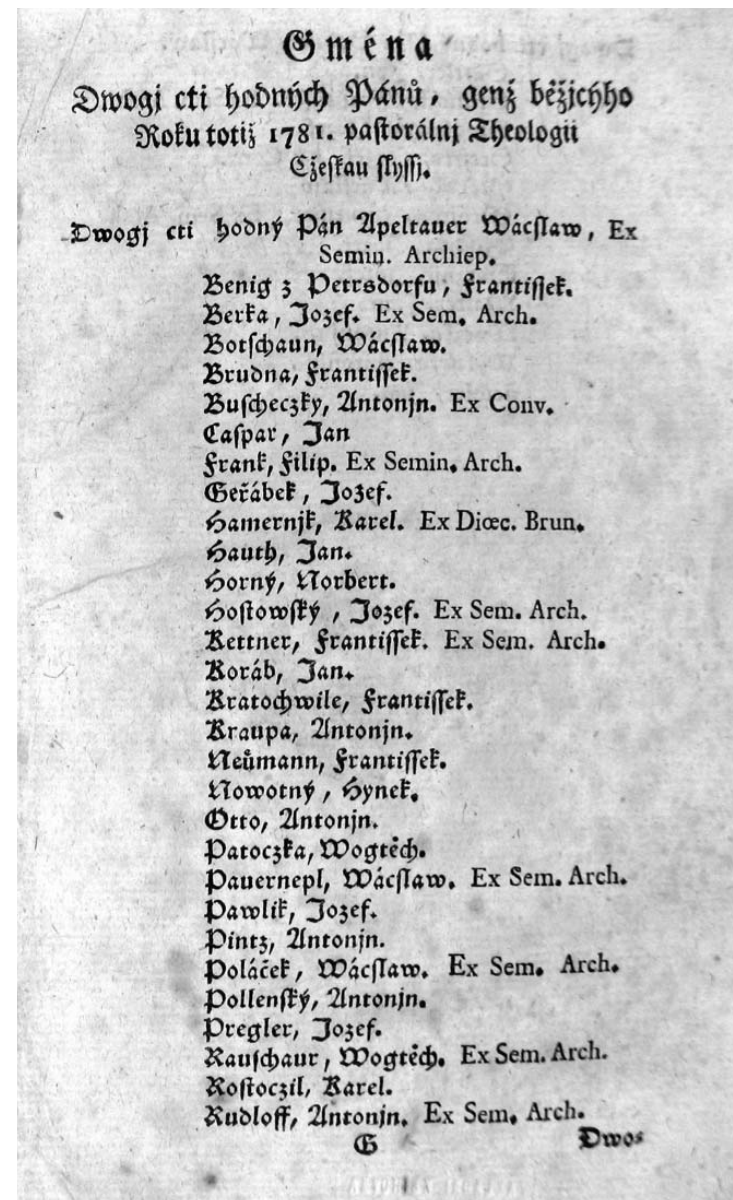 Gména
Dwogj cti hodných Pánů, genž běžjcýho
Roku totiž 1781. paſtorálnj Theologii
Cžeſkau ſlyſſj.
Dwogj cti hodný Pán Apeltauer Wácſlaw, Ex
Semin. Archiep.
Benig z Petrsdorfu, Frantiſſek.
Berka, Jozef. Ex Sem. Arch.
Botſchaun, Wácſlaw.
Brudna, Frantiſſek.
Buſcheczky, Antonjn. Ex Conv.
Caſpar, Jan
Frank, Filip. Ex Semin. Arch.
Geřábek, Jozef.
Hamernjk, Karel. Ex Diœc. Brun.
Hauth, Jan.
Horný, Norbert.
Hoſtowſký, Jozef. Ex Sem. Arch.
Kettner, Frantiſſek. Ex Sem. Arch.
Koráb, Jan.
Kratochwile, Frantiſſek.
Kraupa, Antonjn.
Neůmann, Frantiſſek.
Nowotný, Hynek.
Otto, Antonjn.
Patoczka, Wogtěch.
Pauernepl, Wácſlaw. Ex Sem. Arch.
Pawlik, Jozef.
Pintz, Antonjn.
Poláček, Wácſlaw. Ex Sem. Arch.
Pollenſký, Antonjn.
Pregler, Jozef.
Rauſchaur, Wogtěch. Ex Sem. Arch.
Roſtoczil, Karel.
Rudloff, Antonjn. Ex Sem. Arch.
G Dwo⸗